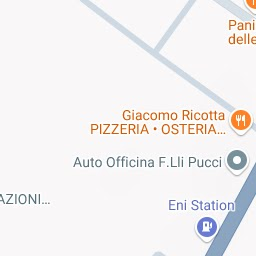 Pani
delle
Giacomo Ricotta
PIZZERIA • OSTERIA...
Auto Officina F.Lli Pucci
AZIONI...
Eni Station